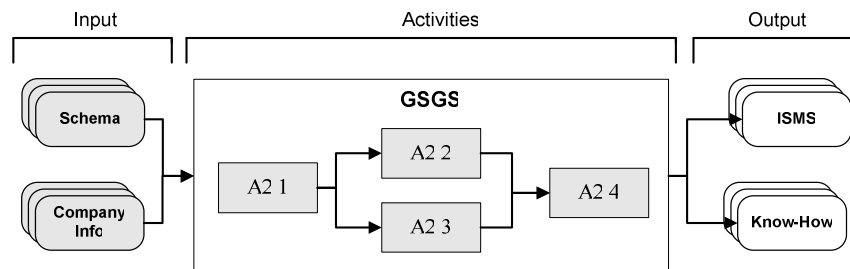 Input
Activities
Output
GSGS
Schema
ISMS
A2 2
A2 1
A2 4
A2 3
Company
Info
Know-How